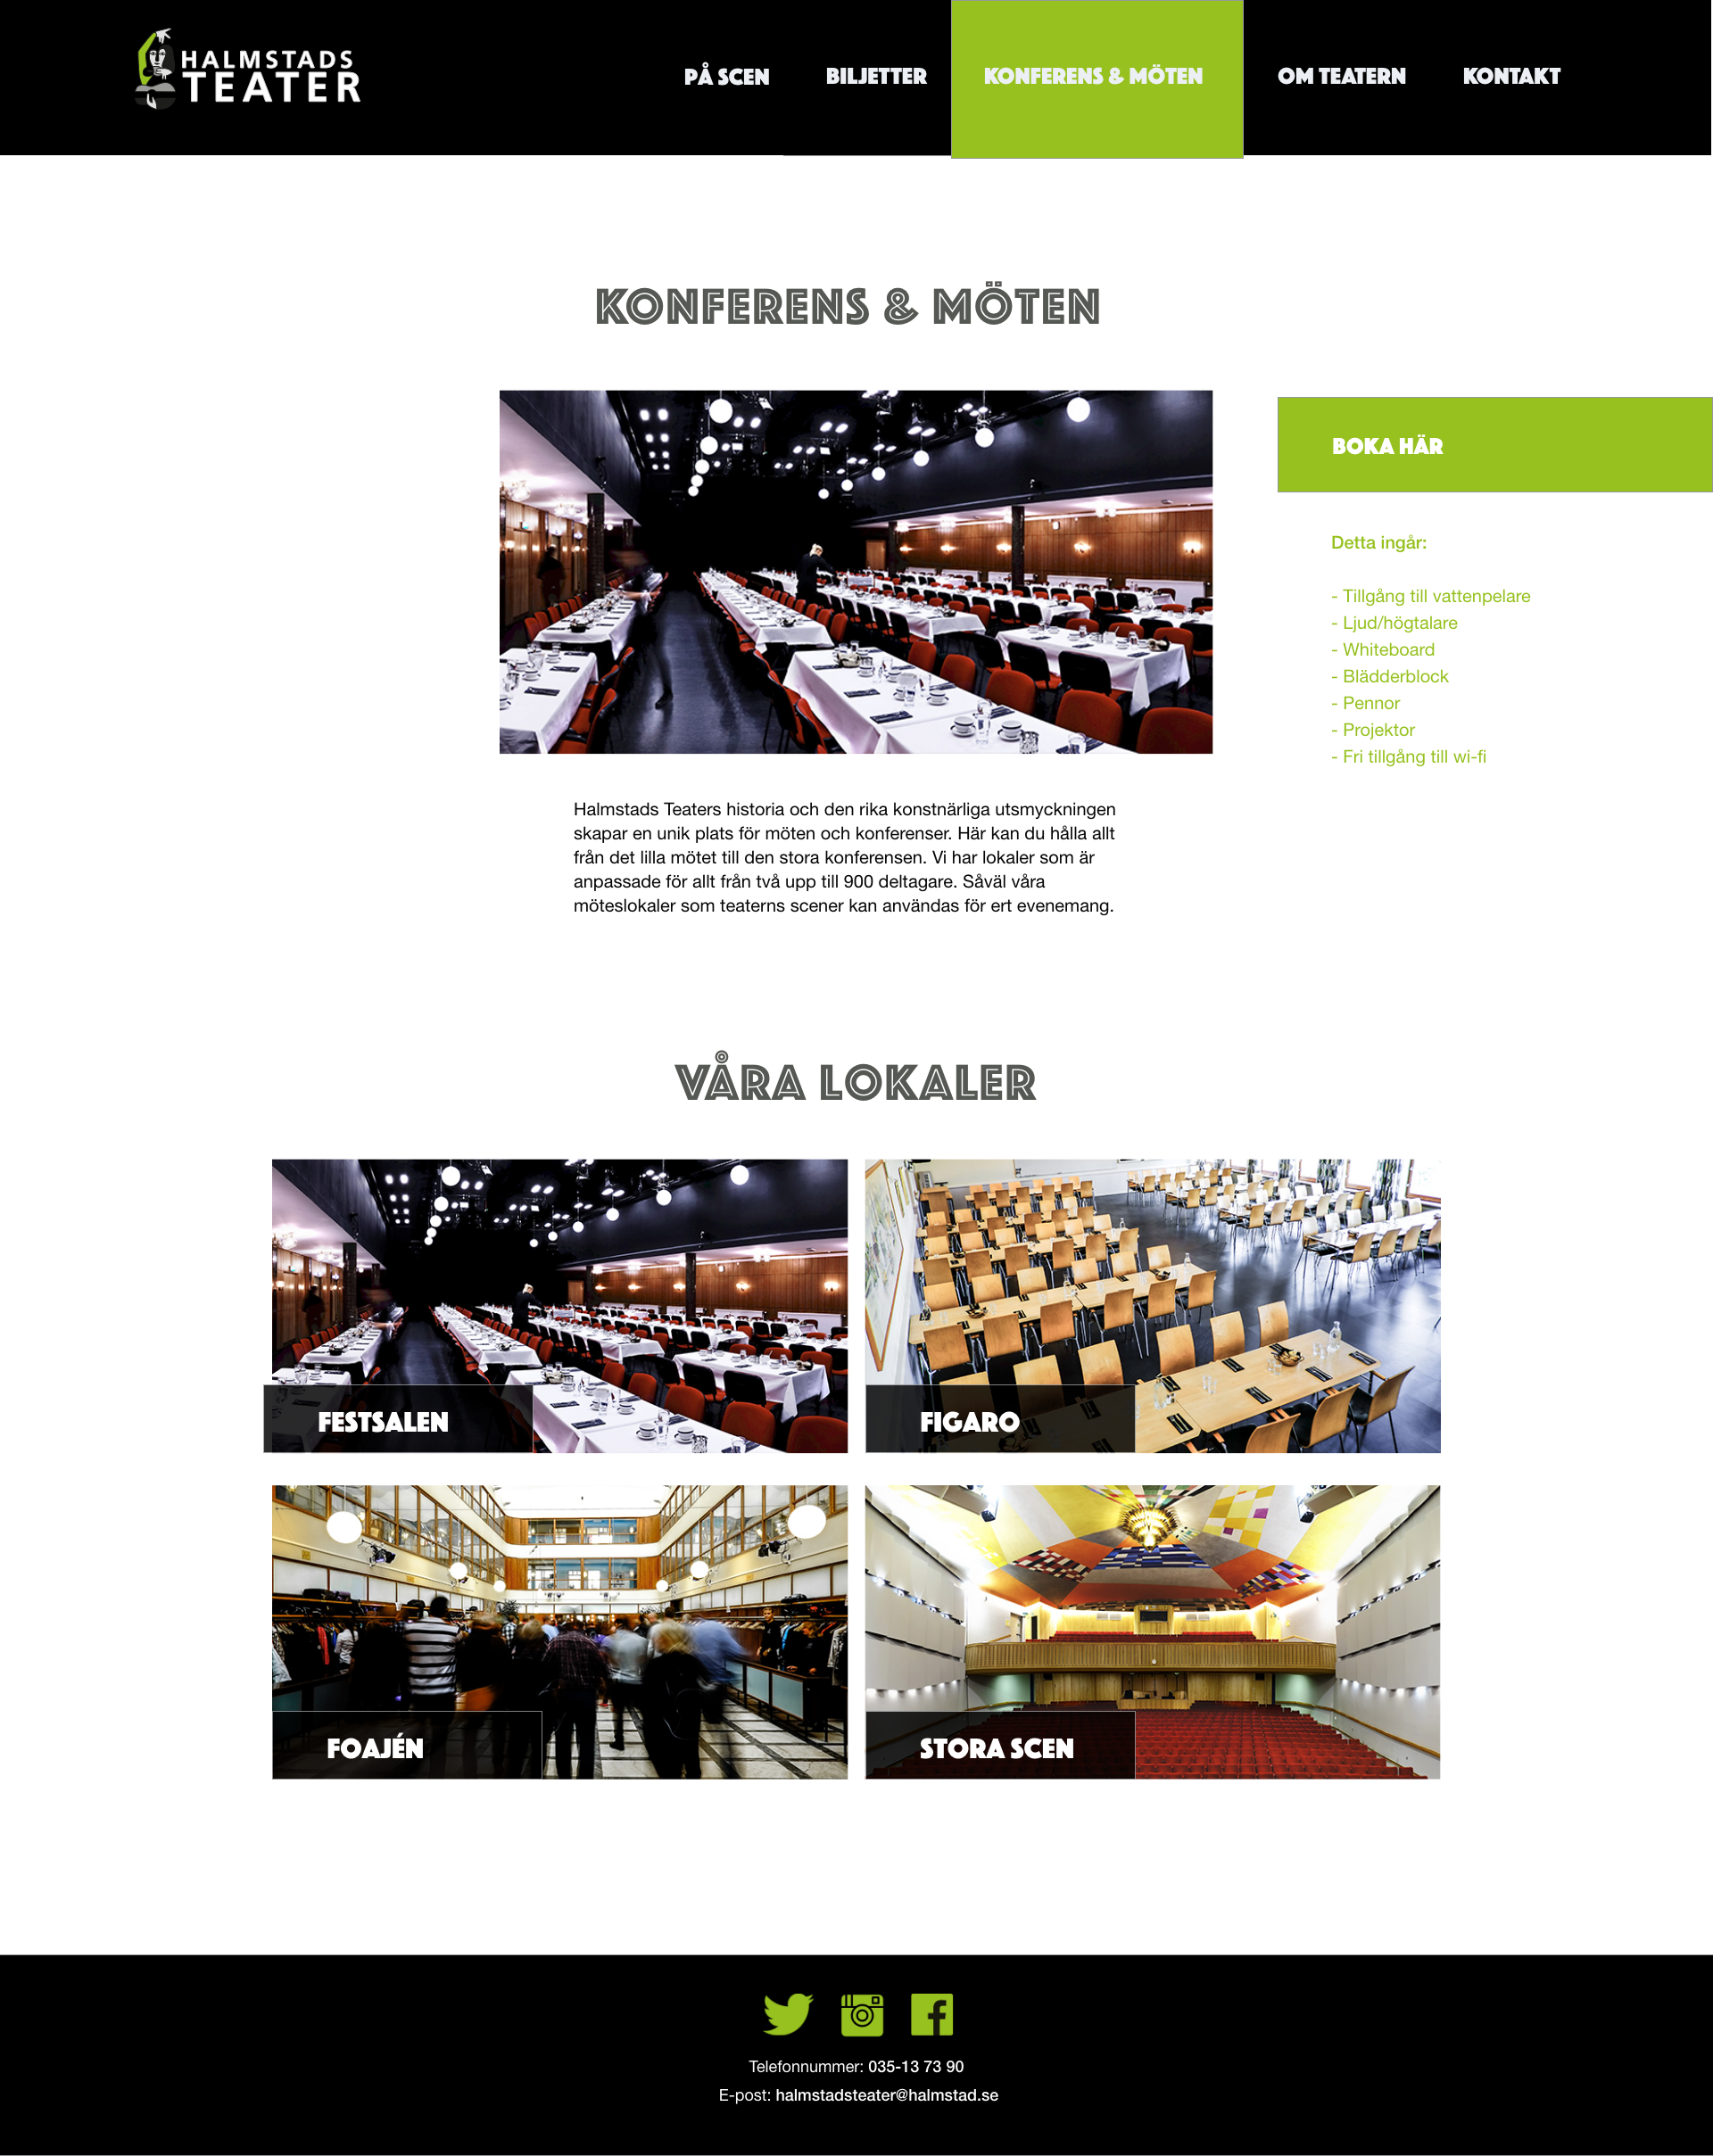 HALMSTADS
TEATER
PÅ SCEN
BILJETTER
KONFERENS & MÖTEN
OM TEATERN
KONTAKT
KONFERENS & MÖTEN
BOKA HÄR
Detta ingår:
- Tillgång till vattenpelare
- Ljud/högtalare
- Whiteboard
- Blädderblock
- Pennor
- Projektor
- Fri tillgång till wi-fi
Halmstads Teaters historia och den rika konstnärliga utsmyckningen
skapar en unik plats för möten och konferenser. Här kan du hålla allt
från det lilla mötet till den stora konferensen. Vi har lokaler som är
anpassade för allt från två upp till 900 deltagare. Såväl våra
möteslokaler som teaterns scener kan användas för ert evenemang.
VÅRA LOKALER
FESTSALEN
FIGARO
FOAJÉN
STORA SCEN
Telefonnummer: 035-13 73 90
E-post: halmstadsteater@halmstad.se